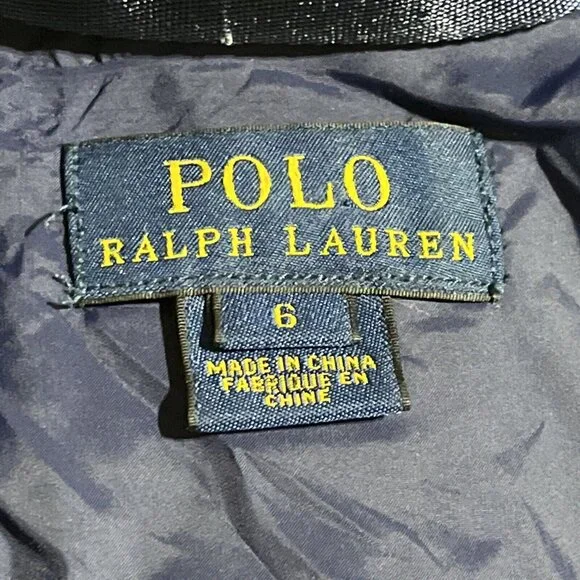 POLO
RALPH LAUREN
6
MADE IN CHINA
FABRIQUE EN
CHINE